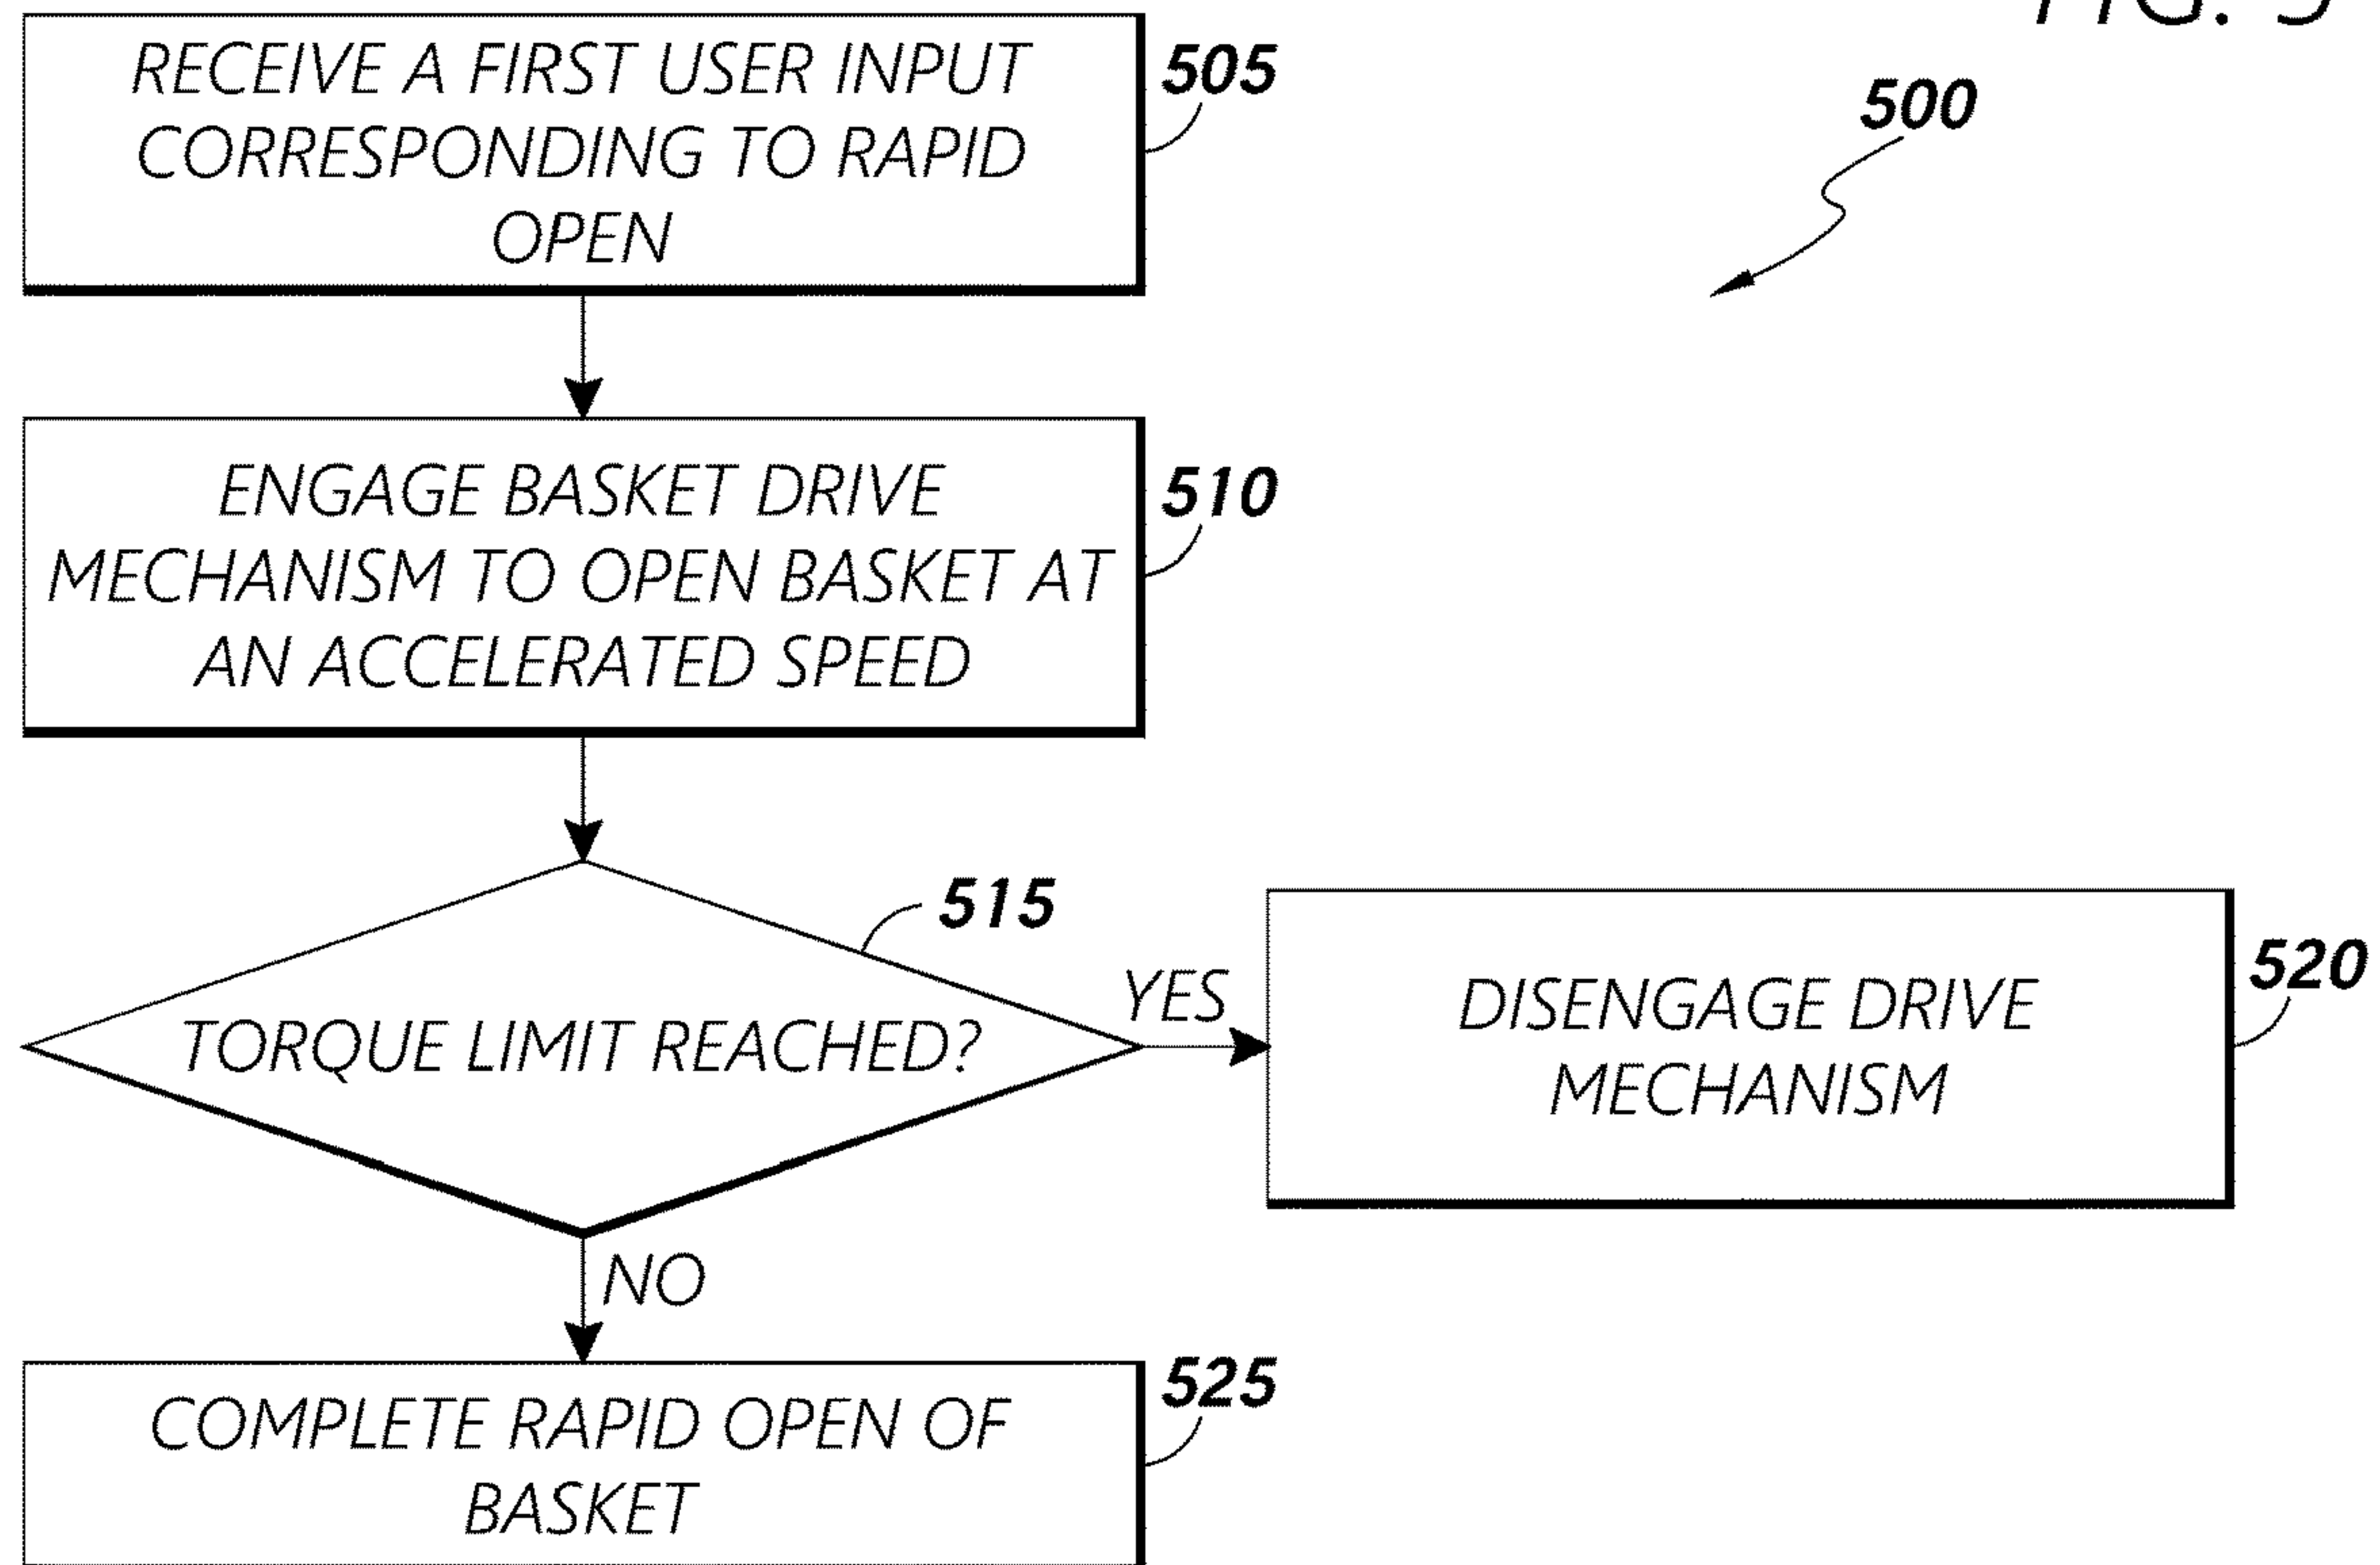 FIG. 5
RECEIVE A FIRST USER INPUT
CORRESPONDING TO RAPID
OPEN
505
500
ENGAGE BASKET DRIVE
MECHANISM TO OPEN BASKET AT
AN ACCELERATED SPEED
510
515
TORQUE LIMIT REACHED?
YES
DISENGAGE DRIVE
MECHANISM
520
NO
COMPLETE RAPID OPEN OF
BASKET
525